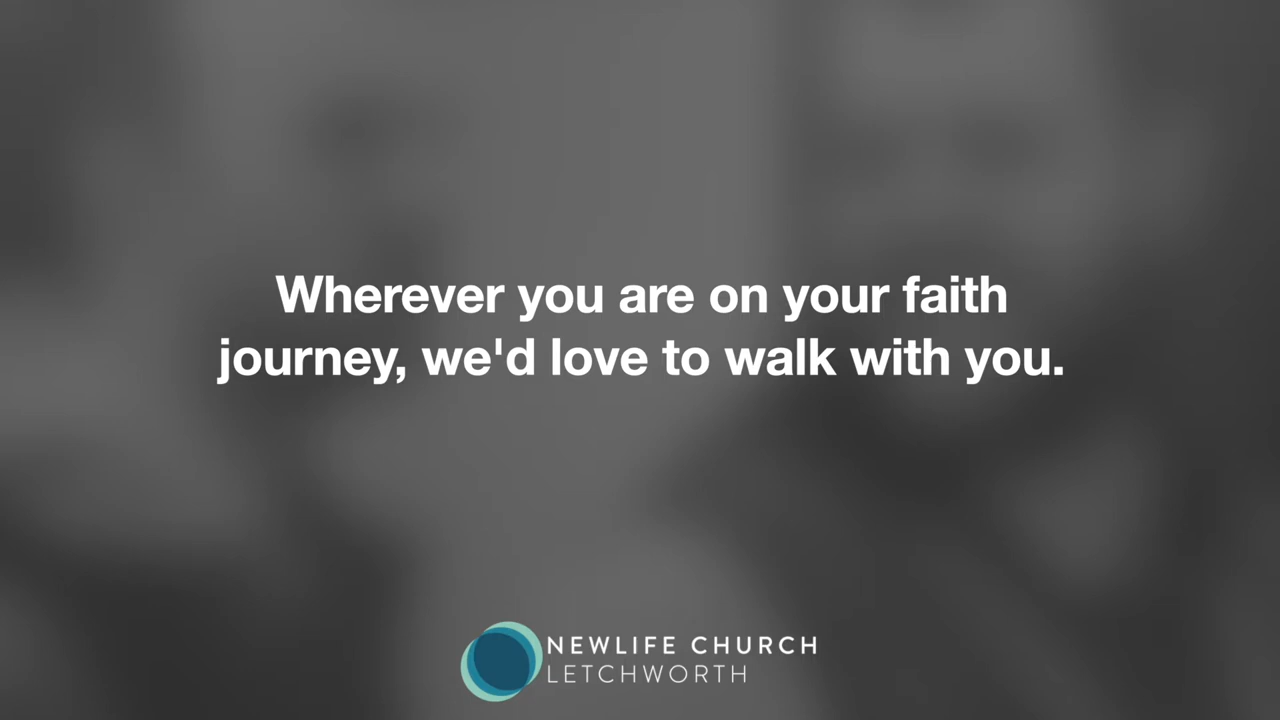 Wherever you are on your faith
journey, we'd love to walk with you.
NEWLIFE CHURCH
LETCHWORTH